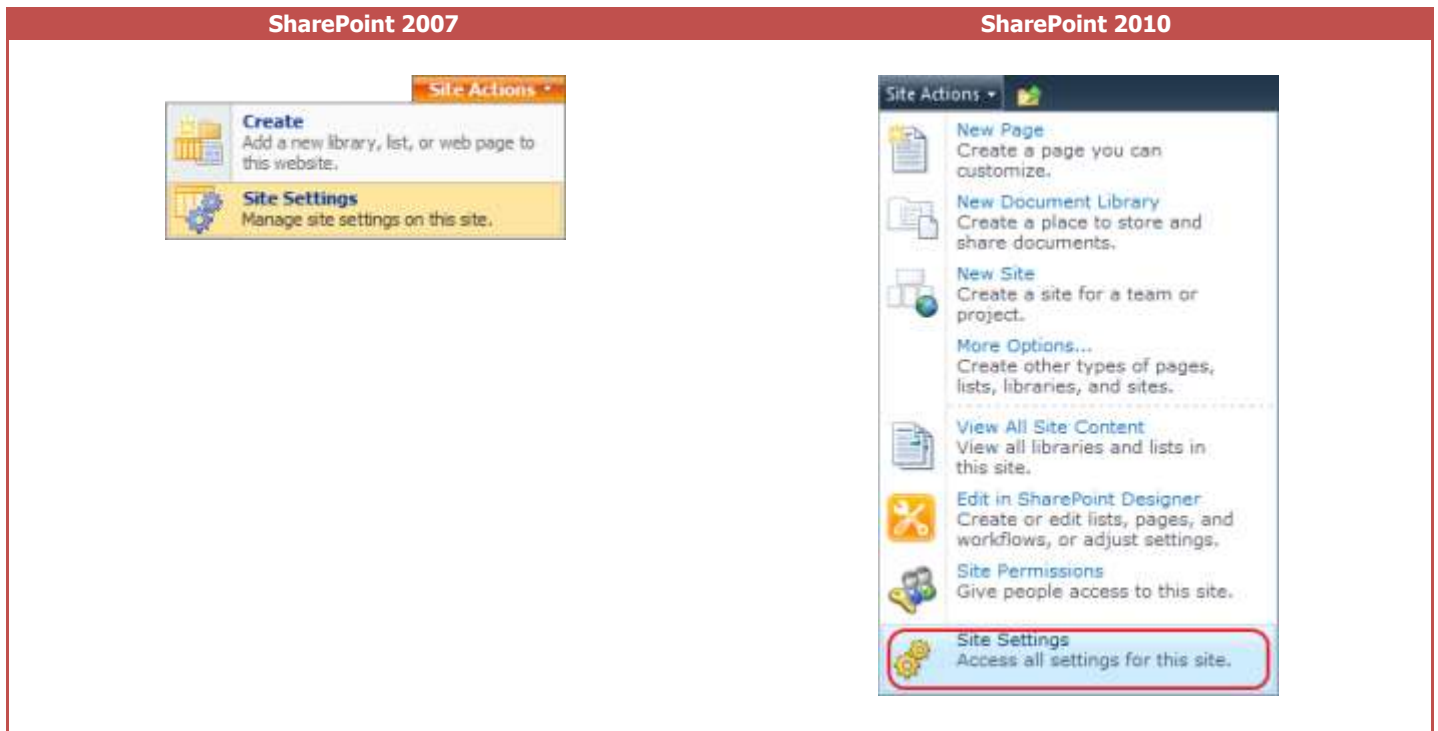 SharePoint 2007
SharePoint 2010
Site Actions
Create
Add a new library, list, or web page to
this website.
Site Settings
Manage site settings on this site.
Site Actions
New Page
Create a page you can
customize.
New Document Library
Create a place to store and
share documents.
New Site
Create a site for a team or
project.
More Options...
Create other types of pages,
lists, libraries, and sites.
View All Site Content
View all libraries and lists in
this site.
Edit in SharePoint Designer
Create or edit lists, pages, and
workflows, or adjust settings.
Site Permissions
Give people access to this site.
Site Settings
Access all settings for this site.